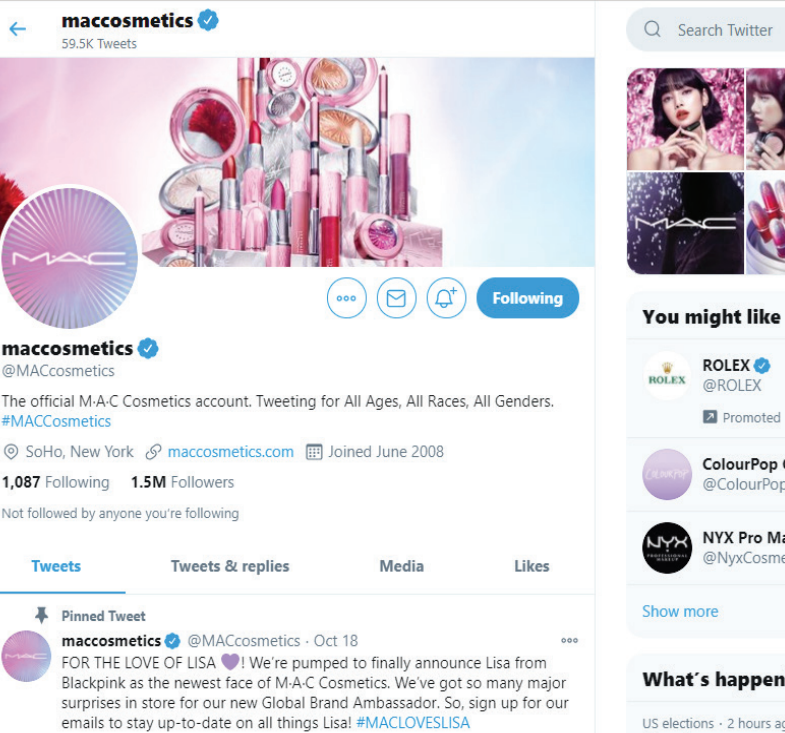 maccosmetics
59.5K Tweets
Search Twitter
M·A·C
M·A·C
Following
maccosmetics
@MACcosmetics
The official M·A·C Cosmetics account. Tweeting for All Ages, All Races, All Genders.
#MACCosmetics
SoHo, New York maccosmetics.com Joined June 2008
1,087 Following 1.5M Followers
Not followed by anyone you're following
Tweets Tweets & replies Media Likes
Pinned Tweet
maccosmetics @MACcosmetics · Oct 18
FOR THE LOVE OF LISA 💜! We're pumped to finally announce Lisa from
Blackpink as the newest face of M·A·C Cosmetics. We've got so many major
surprises in store for our new Global Brand Ambassador. So, sign up for our
emails to stay up-to-date on all things Lisa! #MACLOVESLISA
You might like
ROLEX
ROLEX
@ROLEX
Promoted
COLOURPOP
ColourPop
@ColourPop
NYX
PROFESSIONAL MAKEUP
NYX Pro Ma
@NyxCosme
Show more
What's happen
US elections · 2 hours ag